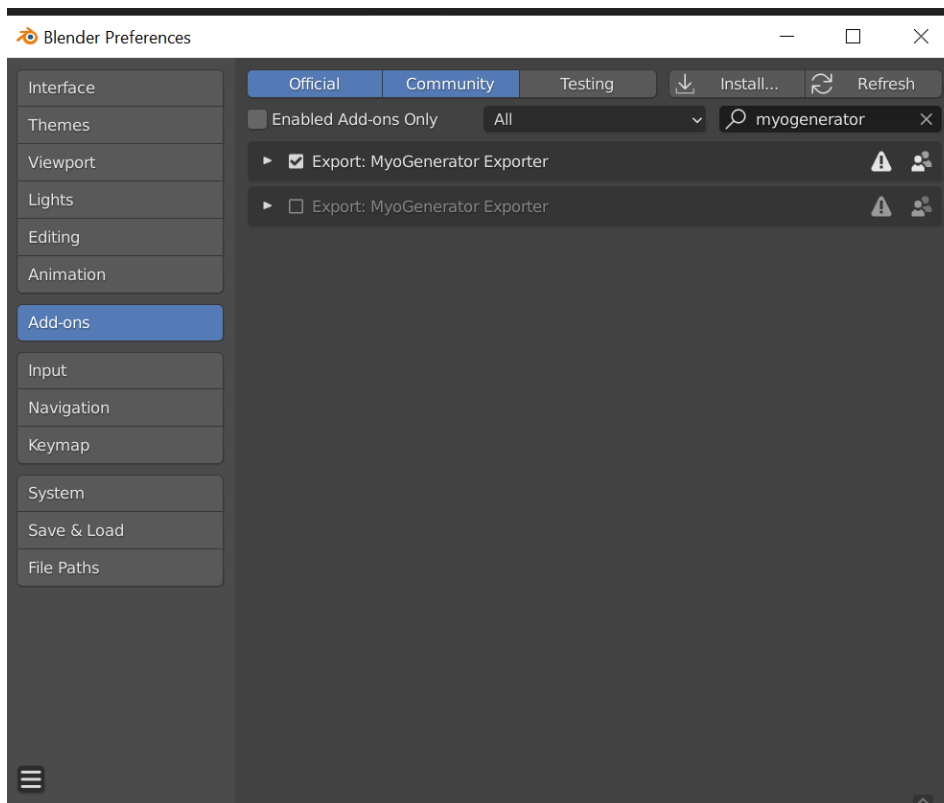 Blender Preferences
Interface
Themes
Viewport
Lights
Editing
Animation
Add-ons
Input
Navigation
Keymap
System
Save & Load
File Paths
Official Community Testing Install... Refresh
Enabled Add-ons Only All myogenerator
Export: MyoGenerator Exporter
Export: MyoGenerator Exporter